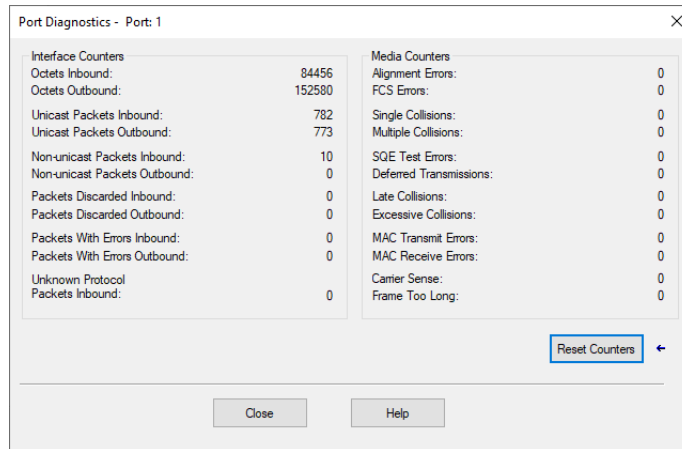 Port Diagnostics - Port: 1
Interface Counters
Octets Inbound: 84456
Octets Outbound: 152580
Unicast Packets Inbound: 782
Unicast Packets Outbound: 773
Non-unicast Packets Inbound: 10
Non-unicast Packets Outbound: 0
Packets Discarded Inbound: 0
Packets Discarded Outbound: 0
Packets With Errors Inbound: 0
Packets With Errors Outbound: 0
Unknown Protocol
Packets Inbound: 0
Media Counters
Alignment Errors: 0
FCS Errors: 0
Single Collisions: 0
Multiple Collisions: 0
SQE Test Errors: 0
Deferred Transmissions: 0
Late Collisions: 0
Excessive Collisions: 0
MAC Transmit Errors: 0
MAC Receive Errors: 0
Carrier Sense: 0
Frame Too Long: 0
Reset Counters
Close
Help